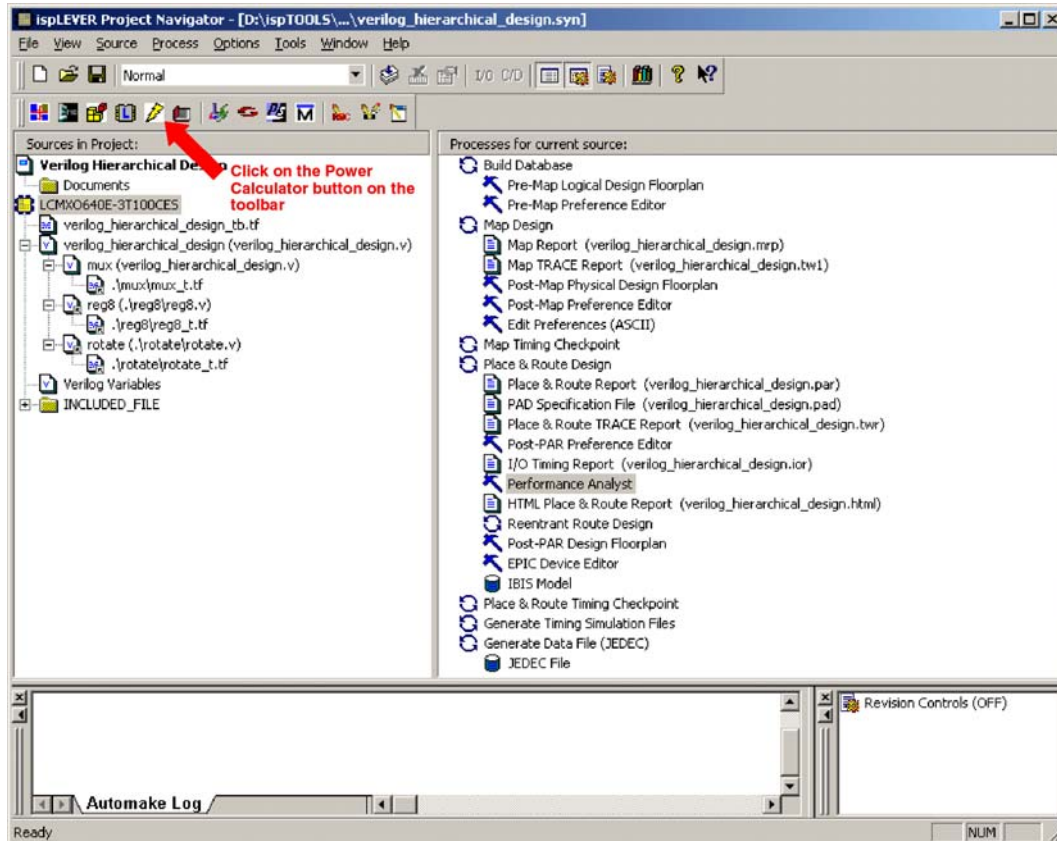 ispLEVER Project Navigator - [D:\ispTOOLS\...\verilog_hierarchical_design.syn]
File View Source Process Options Tools Window Help
Normal
I/O C/D
Sources in Project:
Verilog Hierarchical Design
Documents
LCMXO640E-3T100CES
verilog_hierarchical_design_tb.tf
verilog_hierarchical_design (verilog_hierarchical_design.v)
mux (verilog_hierarchical_design.v)
.\mux\mux_t.tf
reg8 (.\reg8\reg8.v)
.\reg8\reg8_t.tf
rotate (.\rotate\rotate.v)
.\rotate\rotate_t.tf
Verilog Variables
INCLUDED_FILE
Click on the Power
Calculator button on the
toolbar
Processes for current source:
Build Database
Pre-Map Logical Design Floorplan
Pre-Map Preference Editor
Map Design
Map Report (verilog_hierarchical_design.mrp)
Map TRACE Report (verilog_hierarchical_design.tw1)
Post-Map Physical Design Floorplan
Post-Map Preference Editor
Edit Preferences (ASCII)
Map Timing Checkpoint
Place & Route Design
Place & Route Report (verilog_hierarchical_design.par)
PAD Specification File (verilog_hierarchical_design.pad)
Place & Route TRACE Report (verilog_hierarchical_design.twr)
Post-PAR Preference Editor
I/O Timing Report (verilog_hierarchical_design.ior)
Performance Analyst
HTML Place & Route Report (verilog_hierarchical_design.html)
Reentrant Route Design
Post-PAR Design Floorplan
EPIC Device Editor
IBIS Model
Place & Route Timing Checkpoint
Generate Timing Simulation Files
Generate Data File (JEDEC)
JEDEC File
Automake Log
Revision Controls (OFF)
Ready
NUM